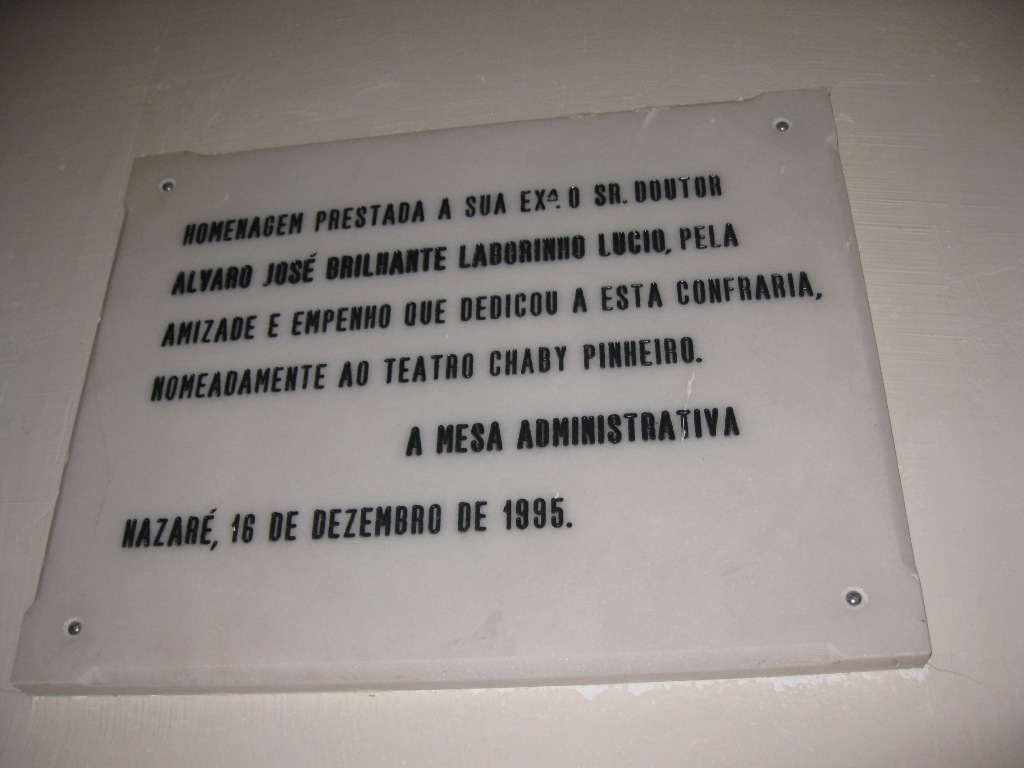 HOMENAGEM PRESTADA A SUA EXª. O SR. DOUTOR
ALVARO JOSÉ BRILHANTE LABORINHO LUCIO, PELA
AMIZADE E EMPENHO QUE DEDICOU A ESTA CONFRARIA,
NOMEADAMENTE AO TEATRO CHABY PINHEIRO.
A MESA ADMINISTRATIVA
NAZARÉ, 16 DE DEZEMBRO DE 1995.